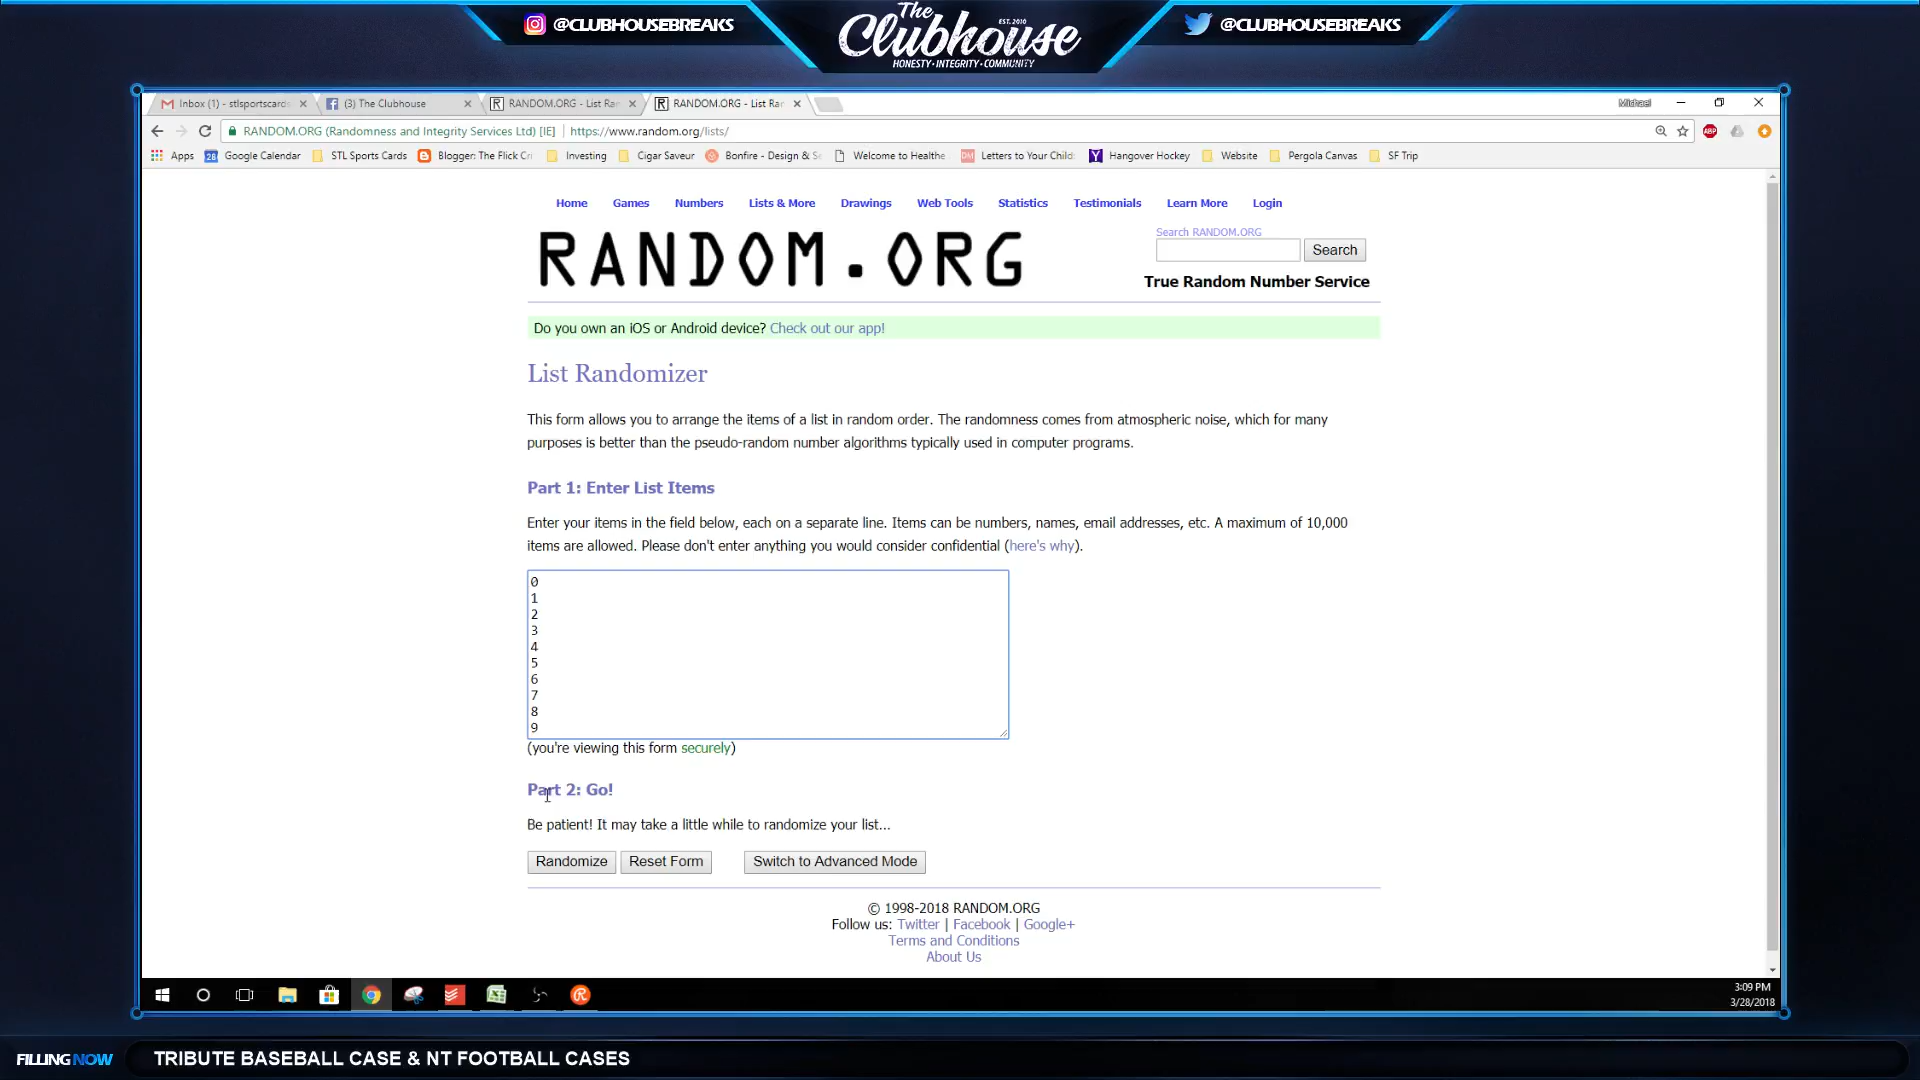 @CLUBHOUSEBREAKS
The Clubhouse
EST. 2010
HONESTY • INTEGRITY • COMMUNITY
@CLUBHOUSEBREAKS
Inbox (1) - stlsportscards
(3) The Clubhouse
RANDOM.ORG - List Ran
RANDOM.ORG - List Ran
Michael
RANDOM.ORG (Randomness and Integrity Services Ltd) [IE] https://www.random.org/lists/
Apps Google Calendar STL Sports Cards Blogger: The Flick Cri Investing Cigar Saveur Bonfire - Design & Se Welcome to Healthe Letters to Your Child: Hangover Hockey Website Pergola Canvas SF Trip
Home Games Numbers Lists & More Drawings Web Tools Statistics Testimonials Learn More Login
RANDOM.ORG
Search RANDOM.ORG
Search
True Random Number Service
Do you own an iOS or Android device? Check out our app!
List Randomizer
This form allows you to arrange the items of a list in random order. The randomness comes from atmospheric noise, which for many
purposes is better than the pseudo-random number algorithms typically used in computer programs.
Part 1: Enter List Items
Enter your items in the field below, each on a separate line. Items can be numbers, names, email addresses, etc. A maximum of 10,000
items are allowed. Please don't enter anything you would consider confidential (here's why).
0
1
2
3
4
5
6
7
8
9
(you're viewing this form securely)
Part 2: Go!
Be patient! It may take a little while to randomize your list...
Randomize Reset Form Switch to Advanced Mode
© 1998-2018 RANDOM.ORG
Follow us: Twitter | Facebook | Google+
Terms and Conditions
About Us
3:09 PM
3/28/2018
FILLING NOW TRIBUTE BASEBALL CASE & NT FOOTBALL CASES